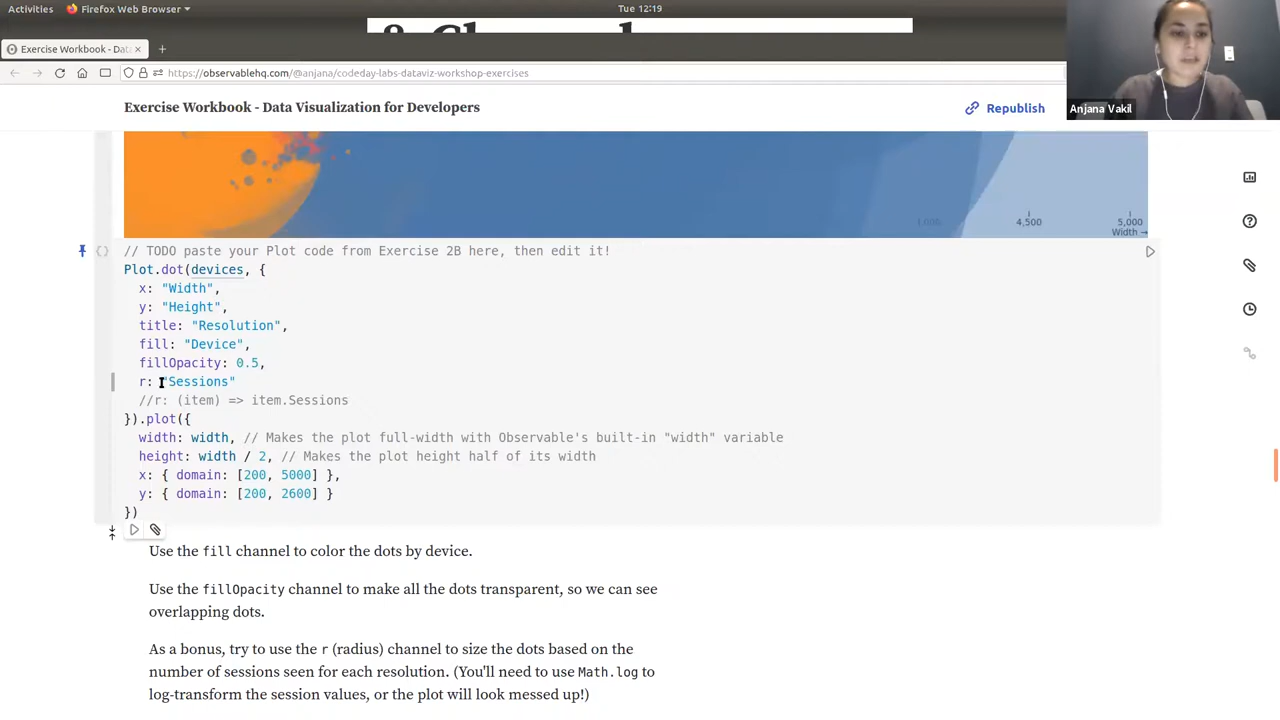 Activities
Firefox Web Browser
Tue 12:19
Exercise Workbook - Data
https://observablehq.com/@anjana/codeday-labs-dataviz-workshop-exercises
Anjana Vakil
Exercise Workbook - Data Visualization for Developers
Republish
4,500
5,000
Width →
// TODO paste your Plot code from Exercise 2B here, then edit it!
Plot.dot(devices, {
x: "Width",
y: "Height",
title: "Resolution",
fill: "Device",
fillOpacity: 0.5,
r: "Sessions"
//r: (item) => item.Sessions
}).plot({
width: width, // Makes the plot full-width with Observable's built-in "width" variable
height: width / 2, // Makes the plot height half of its width
x: { domain: [200, 5000] },
y: { domain: [200, 2600] }
})
Use the fill channel to color the dots by device.
Use the fillOpacity channel to make all the dots transparent, so we can see
overlapping dots.
As a bonus, try to use the r (radius) channel to size the dots based on the
number of sessions seen for each resolution. (You'll need to use Math.log to
log-transform the session values, or the plot will look messed up!)